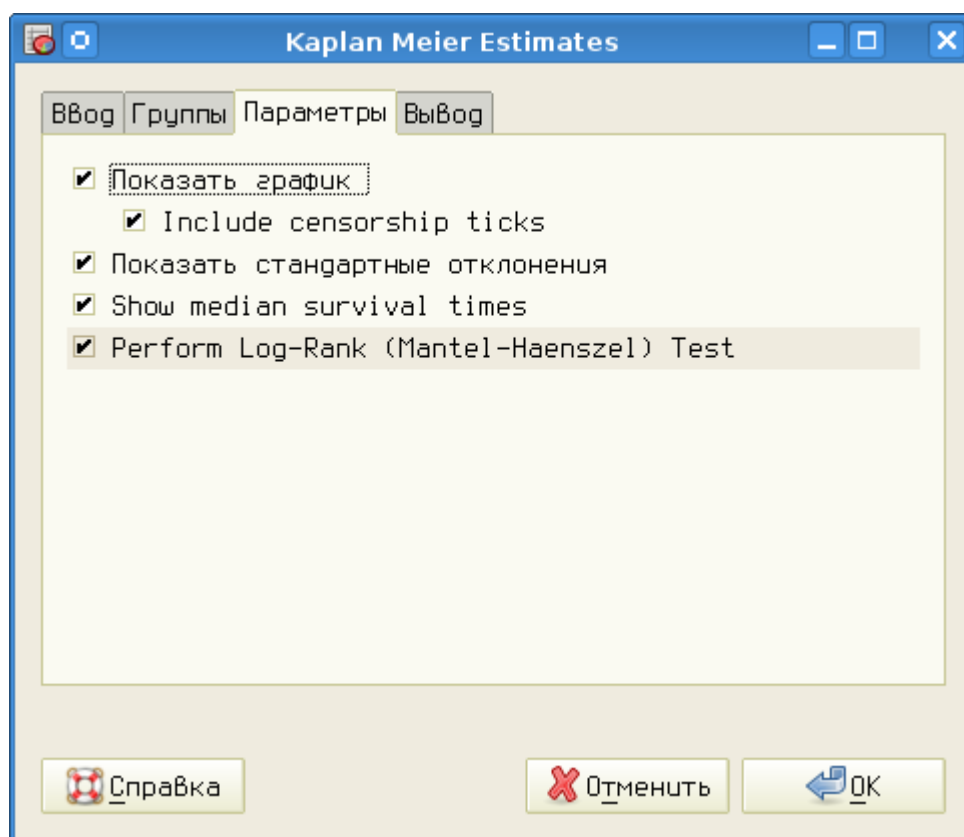 Kaplan Meier Estimates
Ввод Группы Параметры Вывод
Показать график
Include censorship ticks
Показать стандартные отклонения
Show median survival times
Perform Log-Rank (Mantel-Haenszel) Test
Справка Отменить OK